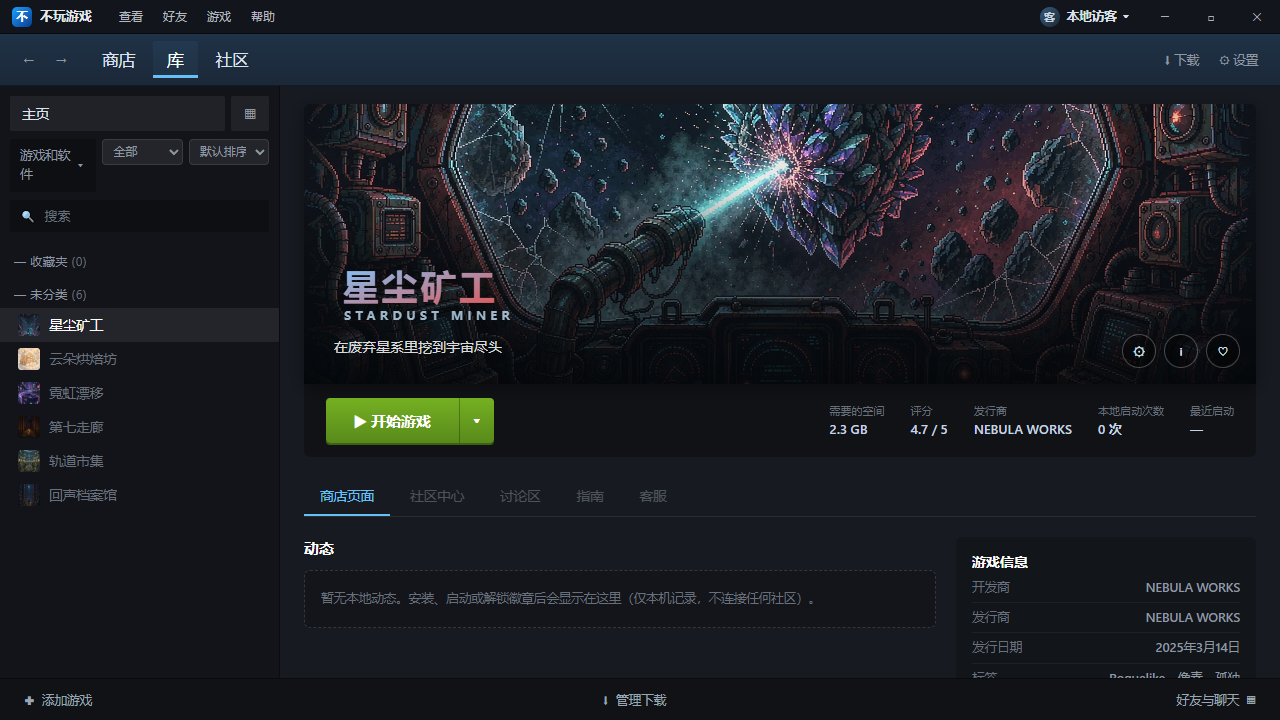 不 不玩游戏 查看 好友 游戏 帮助 客 本地访客
← → 商店 库 社区 下载 设置
主页
游戏和软件 全部 默认排序
搜索
— 收藏夹 (0)
— 未分类 (6)
星尘矿工
云朵烘焙坊
霓虹漂移
第七走廊
轨道市集
回声档案馆
星尘矿工
STARDUST MINER
在废弃星系里挖到宇宙尽头
▶ 开始游戏
需要的空间 评分 发行商 本地启动次数 最近启动
2.3 GB 4.7 / 5 NEBULA WORKS 0 次 —
商店页面 社区中心 讨论区 指南 客服
动态
暂无本地动态。安装、启动或解锁徽章后会显示在这里（仅本机记录，不连接任何社区）。
游戏信息
开发商 NEBULA WORKS
发行商 NEBULA WORKS
发行日期 2025年3月14日
标签 Roguelike、像素、孤独
添加游戏 管理下载 好友与聊天